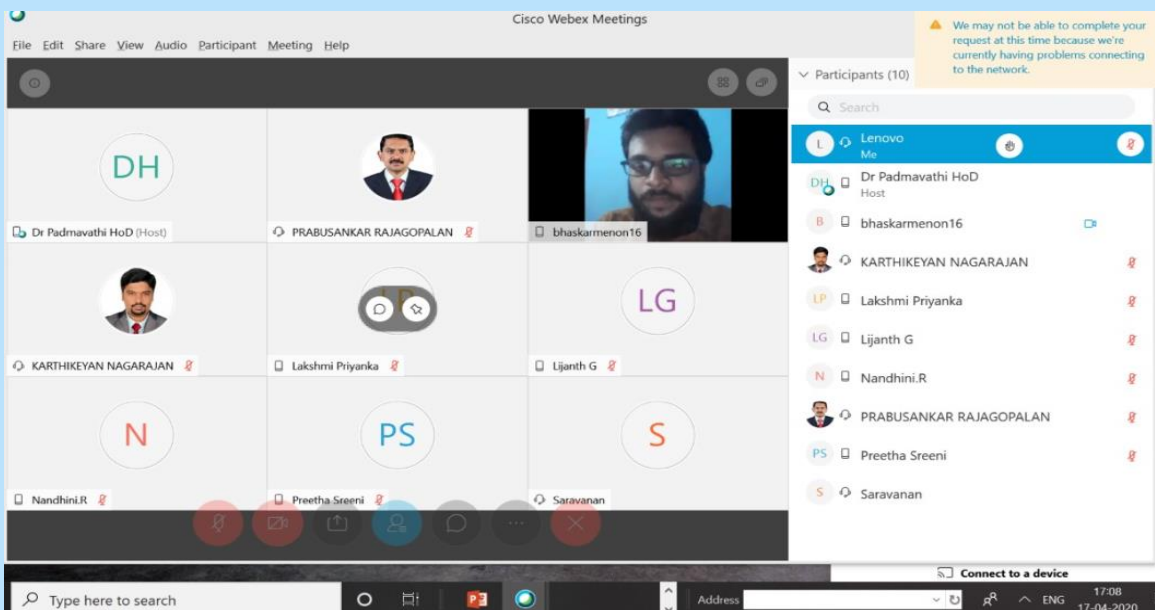 Cisco Webex Meetings
We may not be able to complete your
request at this time because we're
currently having problems connecting
to the network.
File Edit Share View Audio Participant Meeting Help
Participants (10)
Search
L Lenovo
Me
DH Dr Padmavathi HoD
Host
B bhaskarmenon16
KARTHIKEYAN NAGARAJAN
LP Lakshmi Priyanka
LG Lijanth G
N Nandhini.R
PRABUSANKAR RAJAGOPALAN
PS Preetha Sreeni
S Saravanan
DH
Dr Padmavathi HoD (Host)
PRABUSANKAR RAJAGOPALAN
bhaskarmenon16
LP
LG
KARTHIKEYAN NAGARAJAN
Lakshmi Priyanka
Lijanth G
N
PS
S
Nandhini.R
Preetha Sreeni
Saravanan
Connect to a device
Type here to search
Address
ENG
17:08
17-04-2020